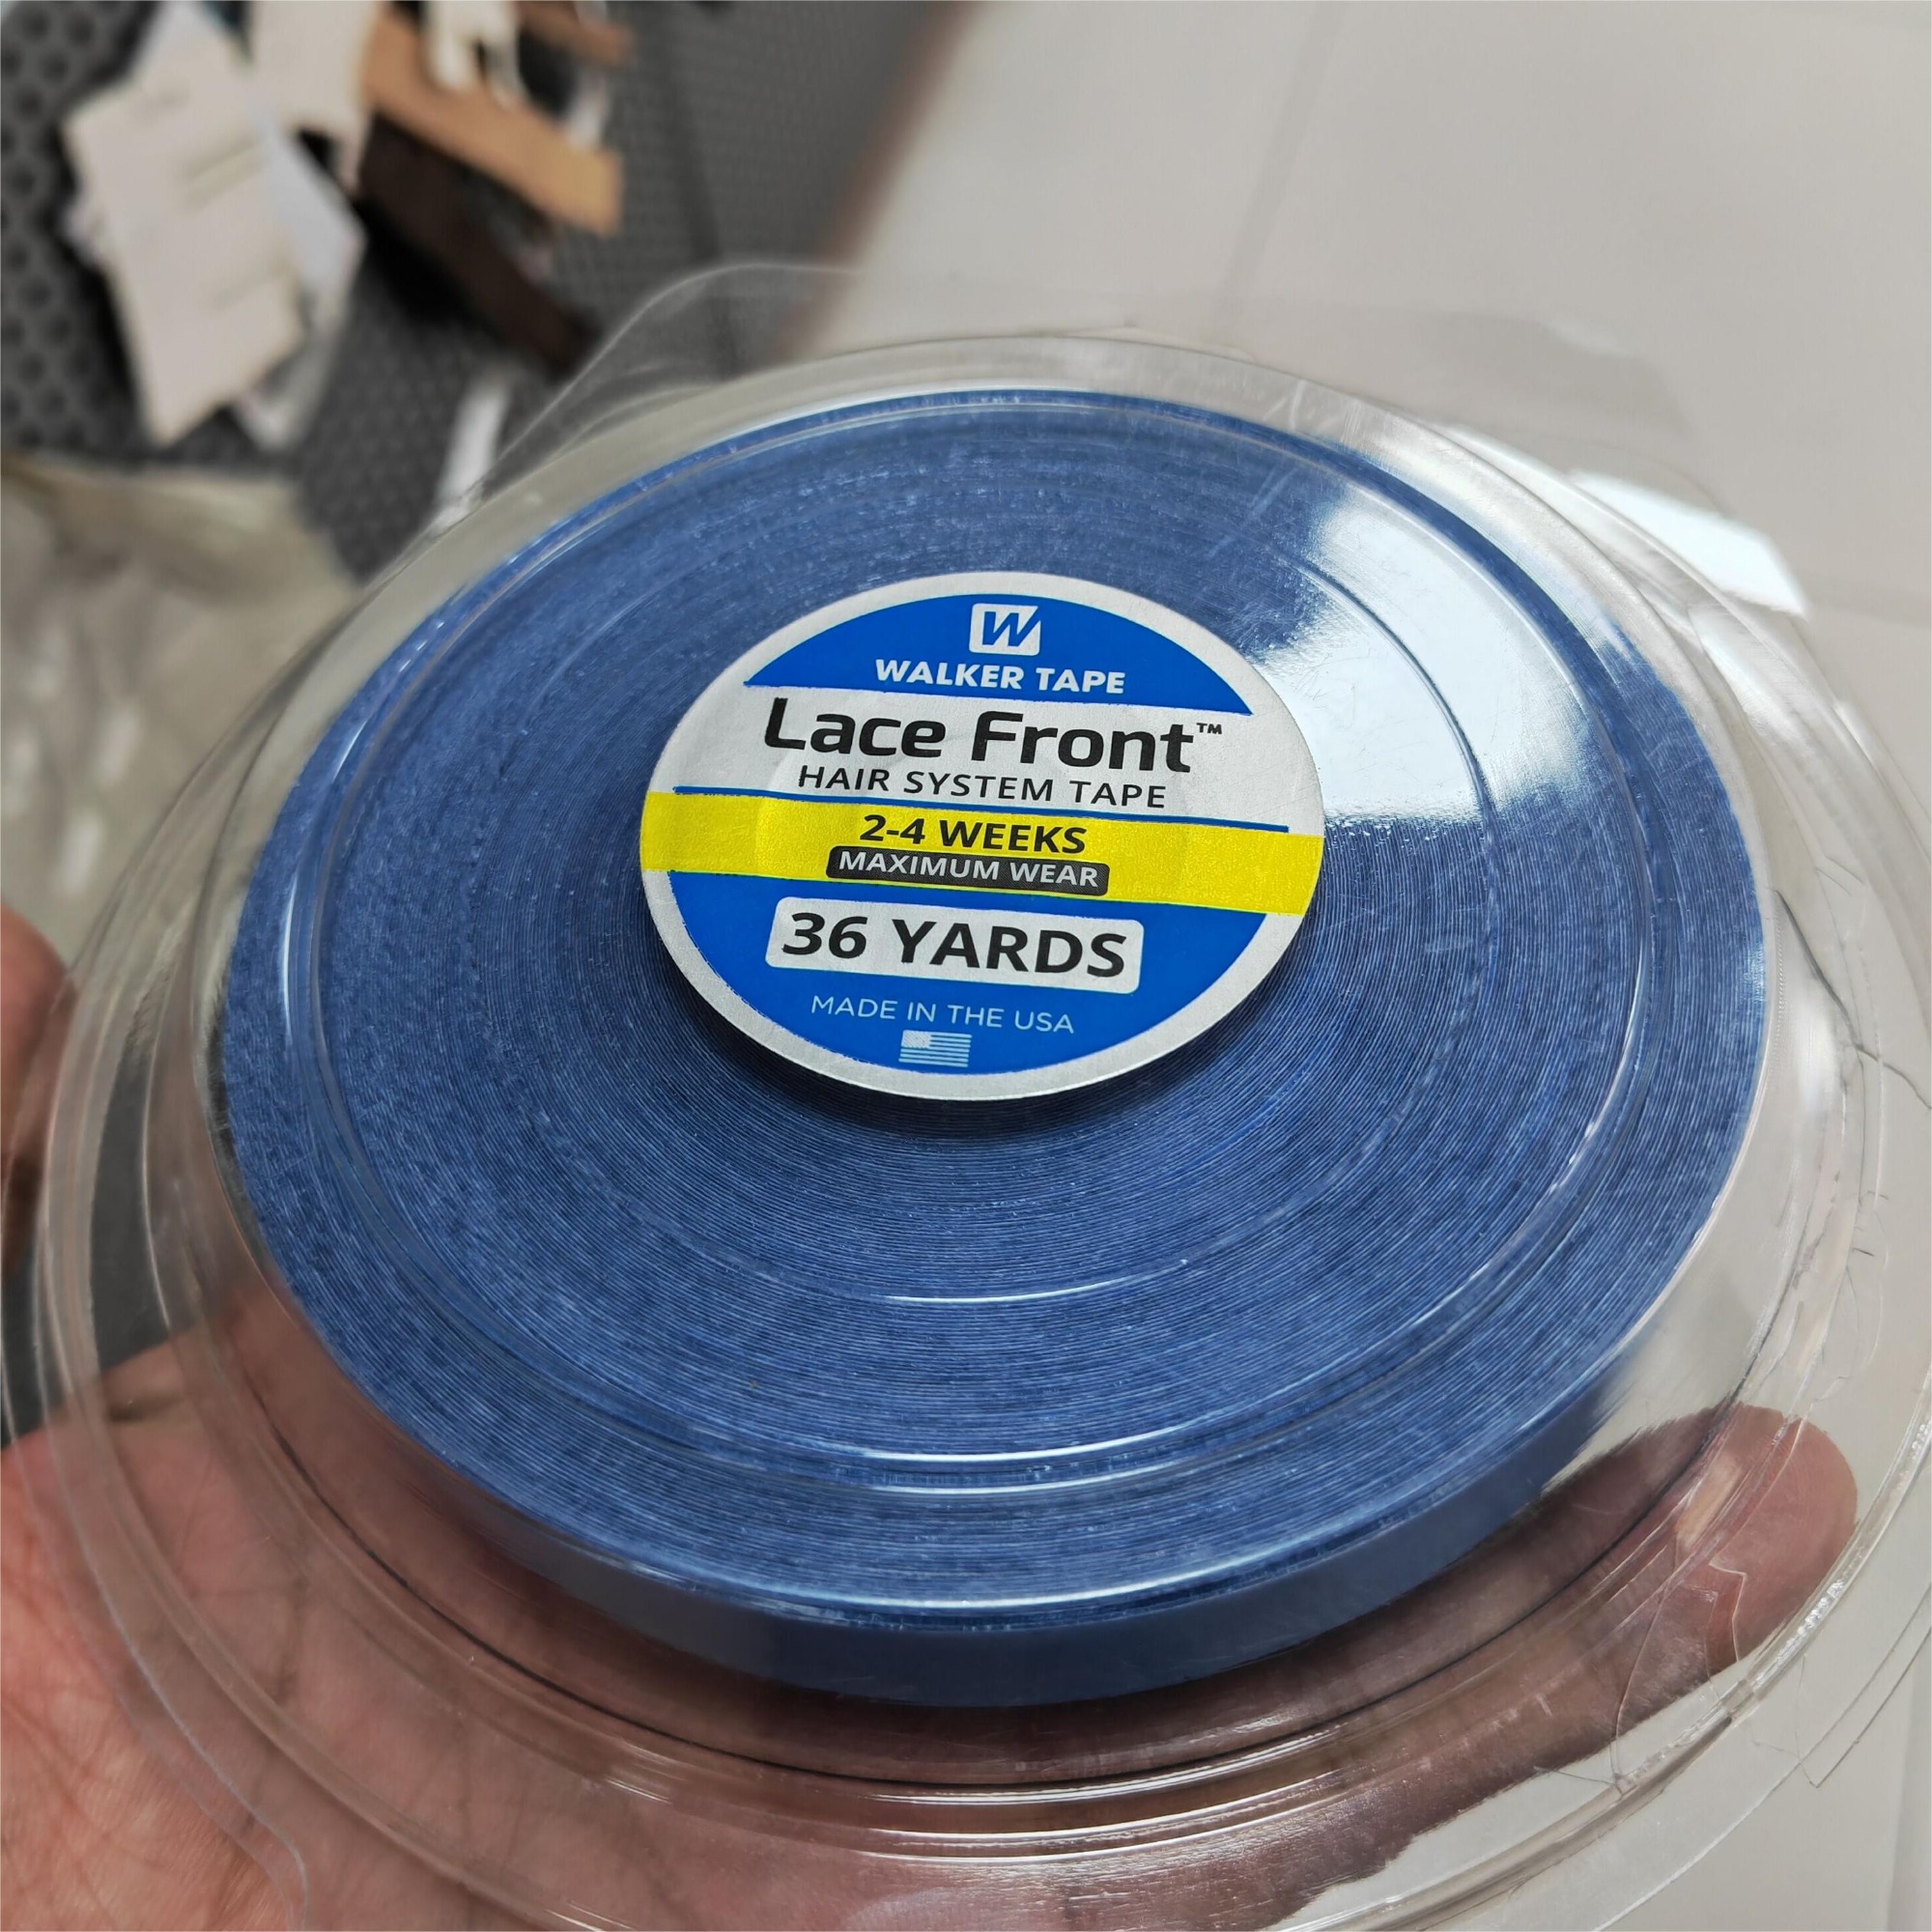 W
WALKER TAPE
Lace Front™
HAIR SYSTEM TAPE
2-4 WEEKS
MAXIMUM WEAR
36 YARDS
MADE IN THE USA